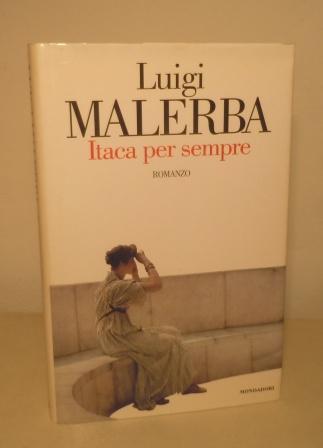 Luigi
MALERBA
Itaca per sempre
ROMANZO
MONDADORI